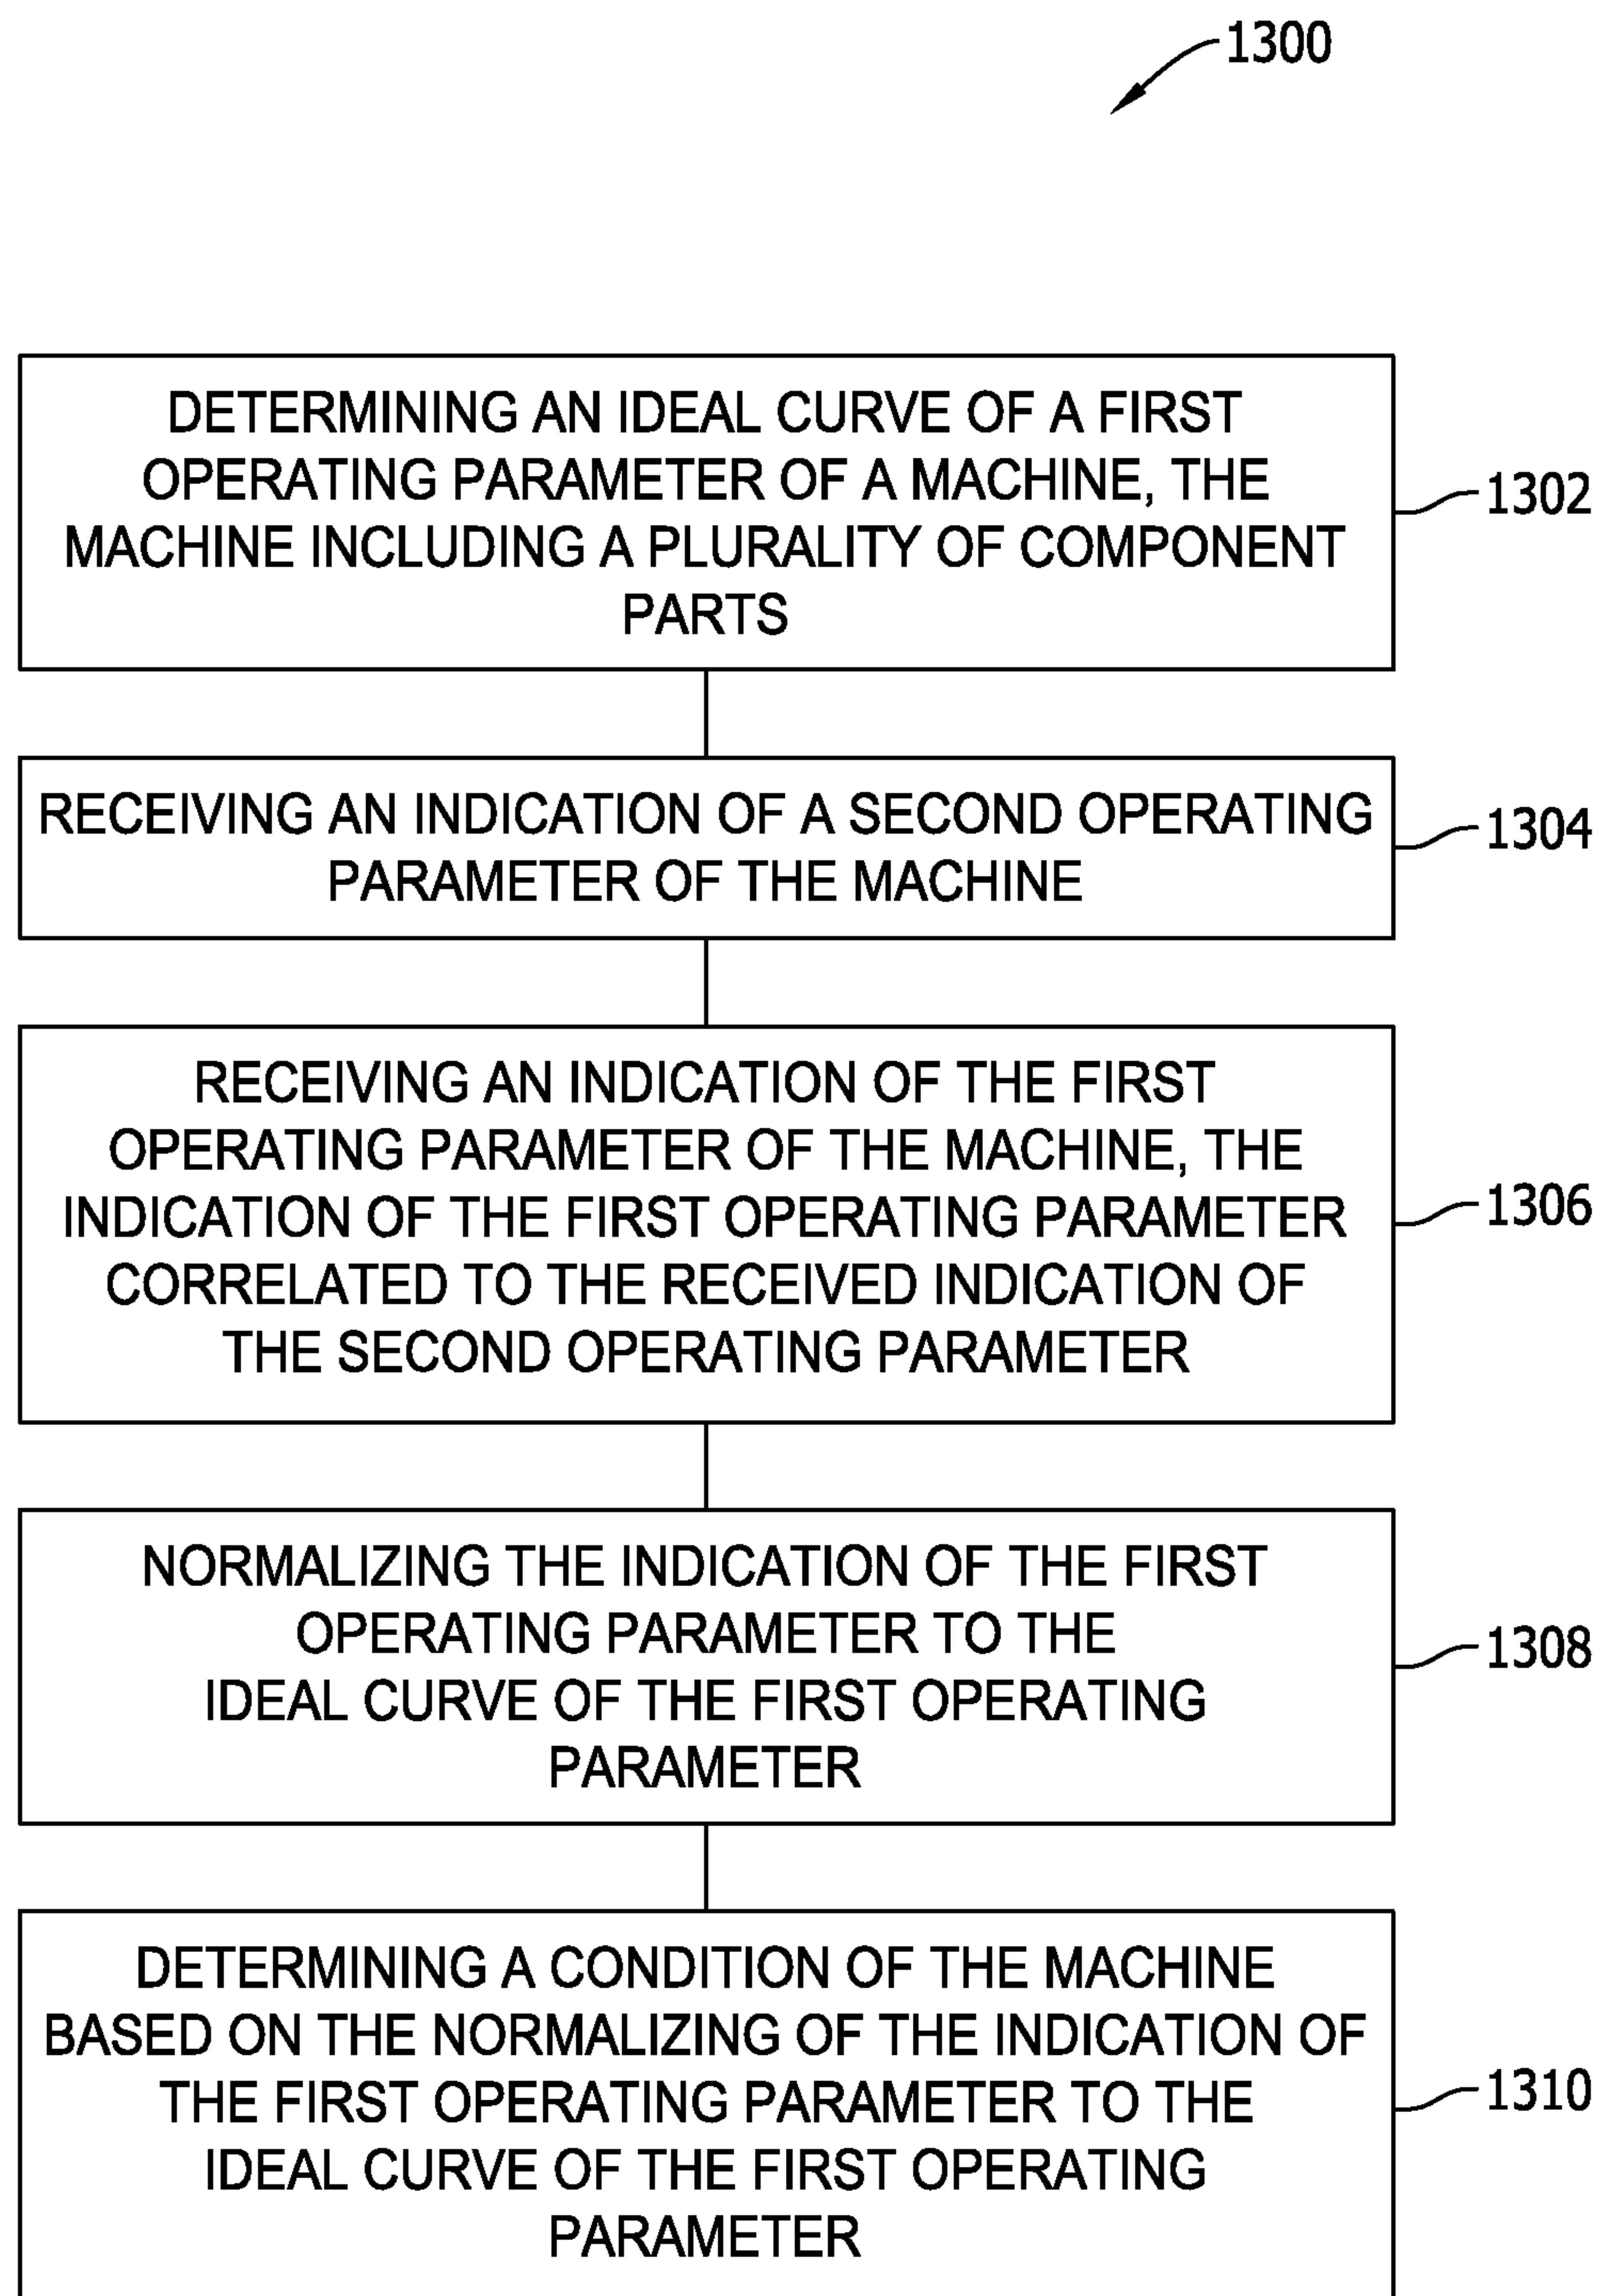 1300
DETERMINING AN IDEAL CURVE OF A FIRST
OPERATING PARAMETER OF A MACHINE, THE
MACHINE INCLUDING A PLURALITY OF COMPONENT
PARTS
1302
RECEIVING AN INDICATION OF A SECOND OPERATING
PARAMETER OF THE MACHINE
1304
RECEIVING AN INDICATION OF THE FIRST
OPERATING PARAMETER OF THE MACHINE, THE
INDICATION OF THE FIRST OPERATING PARAMETER
CORRELATED TO THE RECEIVED INDICATION OF
THE SECOND OPERATING PARAMETER
1306
NORMALIZING THE INDICATION OF THE FIRST
OPERATING PARAMETER TO THE
IDEAL CURVE OF THE FIRST OPERATING
PARAMETER
1308
DETERMINING A CONDITION OF THE MACHINE
BASED ON THE NORMALIZING OF THE INDICATION OF
THE FIRST OPERATING PARAMETER TO THE
IDEAL CURVE OF THE FIRST OPERATING
PARAMETER
1310